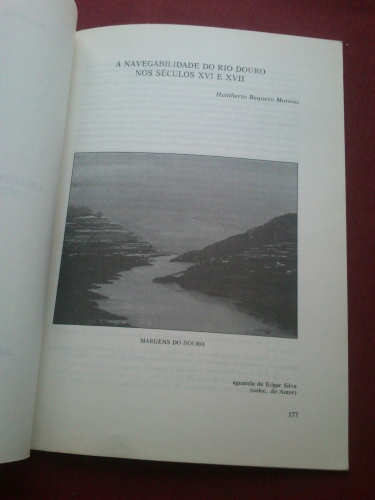 A NAVEGABILIDADE DO RIO DOURO
NOS SÉCULOS XVI E XVII
Humberto Baquero Moreno
MARGENS DO DOURO
aguarela de Edgar Silva
(colec. do Autor)
177